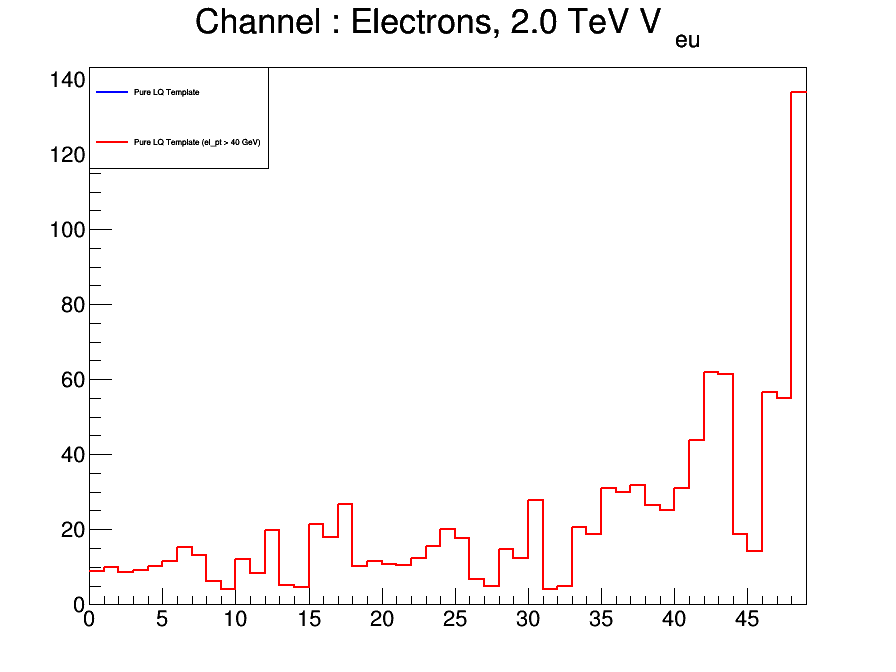 Channel : Electrons, 2.0 TeV V eu
Pure LQ Template
Pure LQ Template (el_pt > 40 GeV)
140
120
100
80
60
40
20
0
0 5 10 15 20 25 30 35 40 45